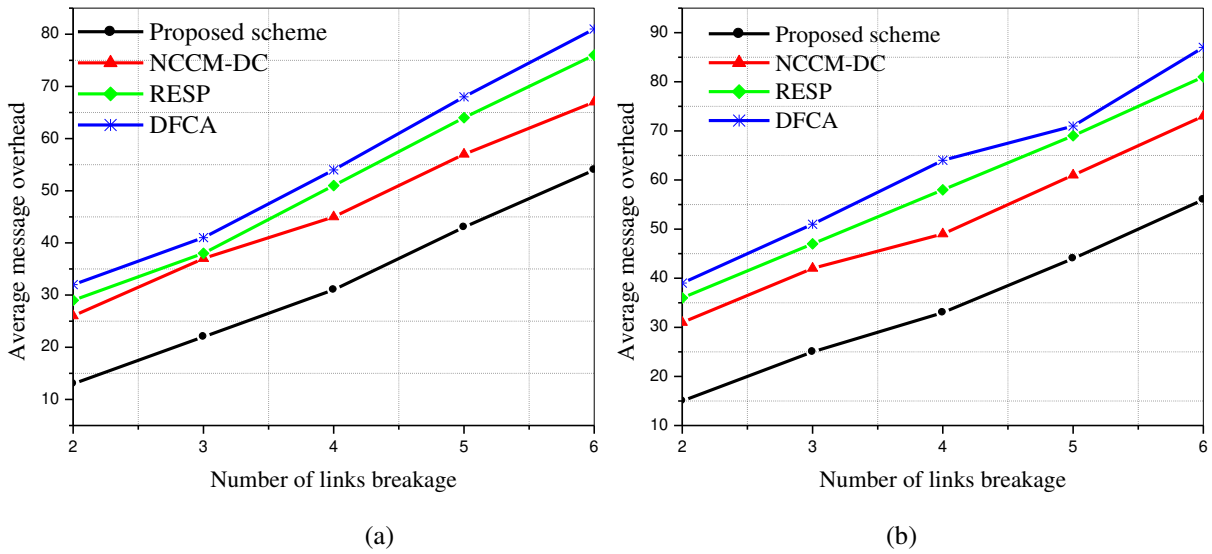 80
70
60
50
40
30
20
10
Average message overhead
Proposed scheme
NCCM-DC
RESP
DFCA
2 3 4 5 6
Number of links breakage
(a)
90
80
70
60
50
40
30
20
10
Average message overhead
Proposed scheme
NCCM-DC
RESP
DFCA
2 3 4 5 6
Number of links breakage
(b)